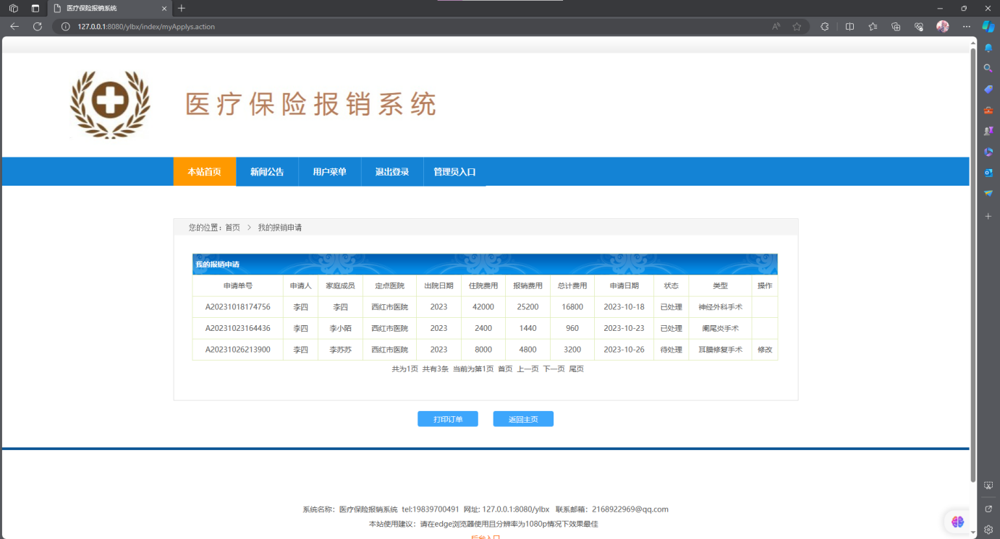 医疗保险报销系统
127.0.0.1:8080/ylbx/index/myApplys.action
医疗保险报销系统
本站首页 新闻公告 用户菜单 退出登录 管理员入口
您的位置：首页 > 我的报销申请
我的报销申请
申请单号 申请人 家庭成员 定点医院 出院日期 住院费用 报销费用 总计费用 申请日期 状态 类型 操作
A20231018174756 李四 李四 西红市医院 2023 42000 25200 16800 2023-10-18 已处理 神经外科手术
A20231023164436 李四 李小陌 西红市医院 2023 2400 1440 960 2023-10-23 已处理 阑尾炎手术
A20231026213900 李四 李苏苏 西红市医院 2023 8000 4800 3200 2023-10-26 待处理 耳膜修复手术 修改
共为1页 共有3条 当前为第1页 首页 上一页 下一页 尾页
打印订单 返回主页
系统名称：医疗保险报销系统 tel:19839700491 网址: 127.0.0.1:8080/ylbx 联系邮箱：2168922969@qq.com
本站使用建议：请在edge浏览器使用且分辨率为1080p情况下效果最佳
后台入口